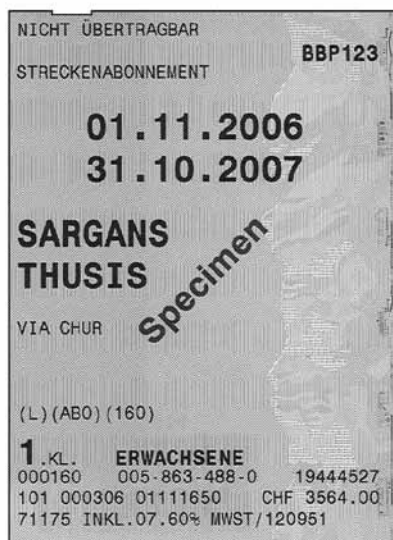 NICHT ÜBERTRAGBAR
BBP123
STRECKENABONNEMENT
01.11.2006
31.10.2007
SARGANS
THUSIS
Specimen
VIA CHUR
(L)(ABO)(160)
1.KL. ERWACHSENE
000160 005-863-488-0 19444527
101 000306 01111650 CHF 3564.00
71175 INKL.07.60% MWST/120951